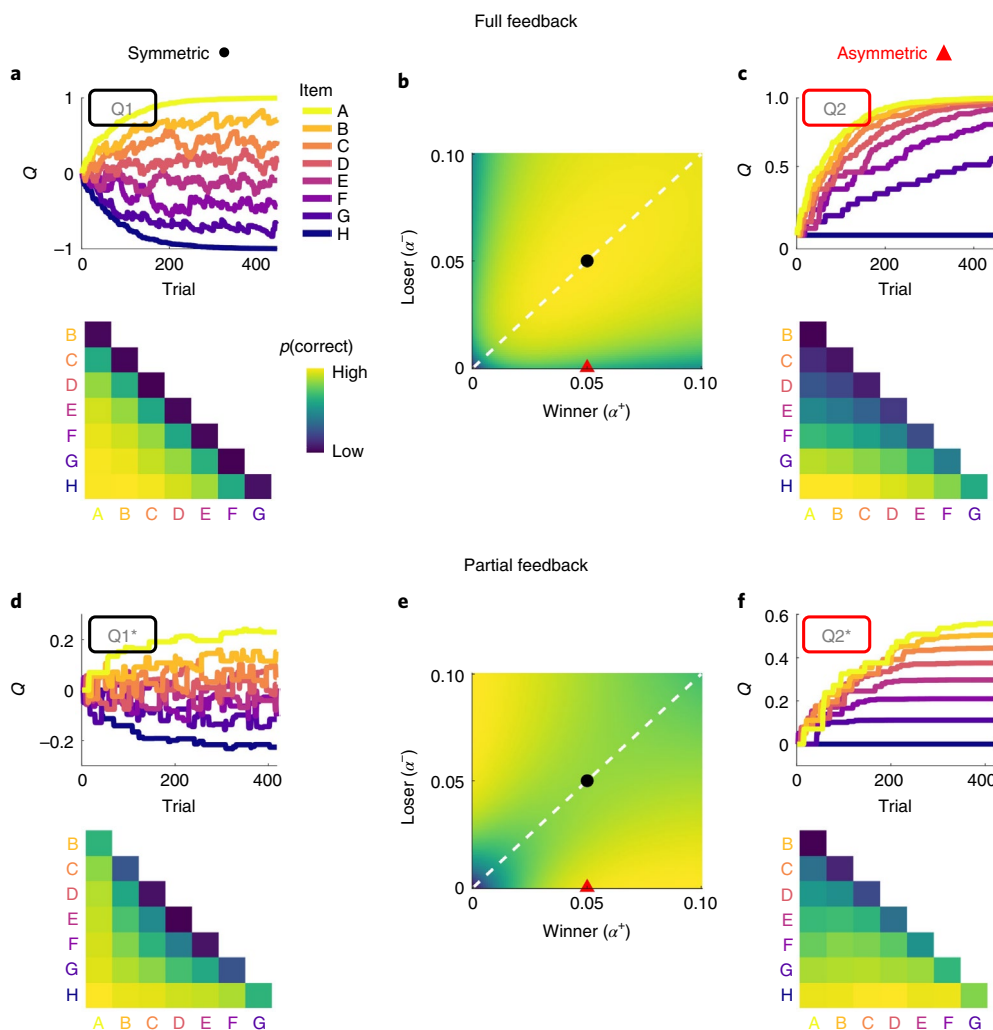 Full feedback
Symmetric
Asymmetric
a
b
c
Q1
Item
A
B
C
D
E
F
G
H
1
0
−1
Q
0
200
400
Trial
0.10
0.05
0
Loser (α⁻)
0
0.05
0.10
Winner (α⁺)
Q2
1.0
0.5
0
Q
0
200
400
Trial
B
C
D
E
F
G
H
A B C D E F G
p(correct)
High
Low
B
C
D
E
F
G
H
A B C D E F G
Partial feedback
d
e
f
Q1*
0.2
0
−0.2
Q
0
200
400
Trial
0.10
0.05
0
Loser (α⁻)
0
0.05
0.10
Winner (α⁺)
Q2*
0.6
0.4
0.2
0
Q
0
200
400
Trial
B
C
D
E
F
G
H
A B C D E F G
B
C
D
E
F
G
H
A B C D E F G